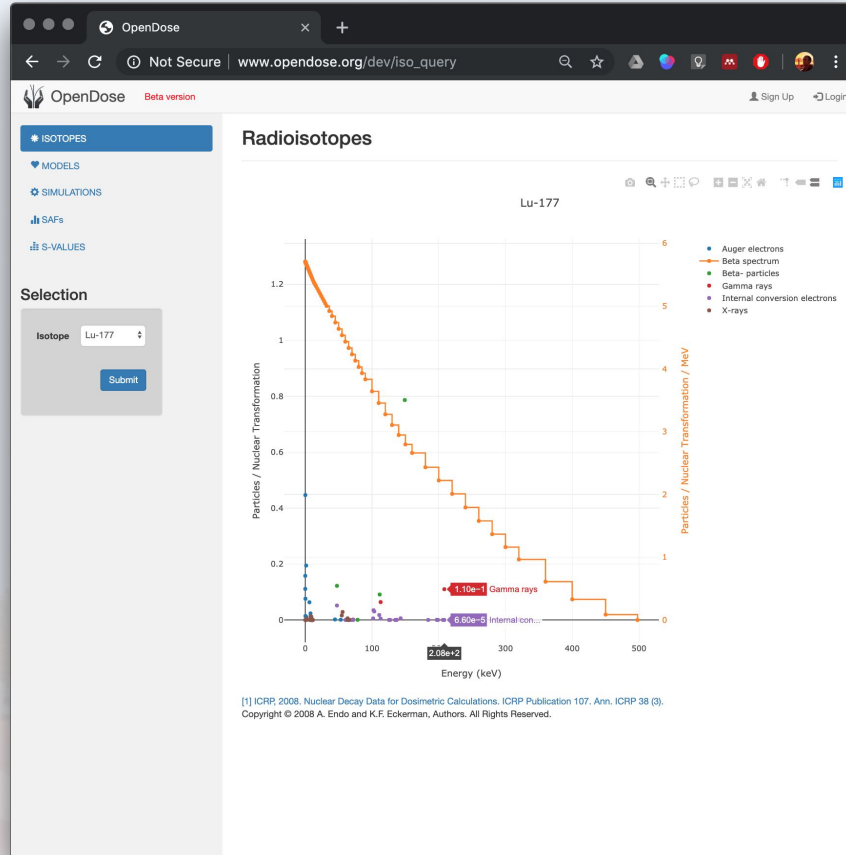 OpenDose
Not Secure | www.opendose.org/dev/iso_query
OpenDose Beta version
Sign Up
Login
ISOTOPES
MODELS
SIMULATIONS
SAFs
S-VALUES
Selection
Isotope
Lu-177
Submit
Radioisotopes
Lu-177
Particles / Nuclear Transformation
1.2
1
0.8
0.6
0.4
0.2
0
6
5
4
3
2
1
0
Particles / Nuclear Transformation / MeV
Auger electrons
Beta spectrum
Beta- particles
Gamma rays
Internal conversion electrons
X-rays
1.10e−1 Gamma rays
6.60e−5 Internal con...
0
100
2.08e+2
300
400
500
Energy (keV)
[1] ICRP, 2008. Nuclear Decay Data for Dosimetric Calculations. ICRP Publication 107. Ann. ICRP 38 (3).
Copyright © 2008 A. Endo and K.F. Eckerman, Authors. All Rights Reserved.